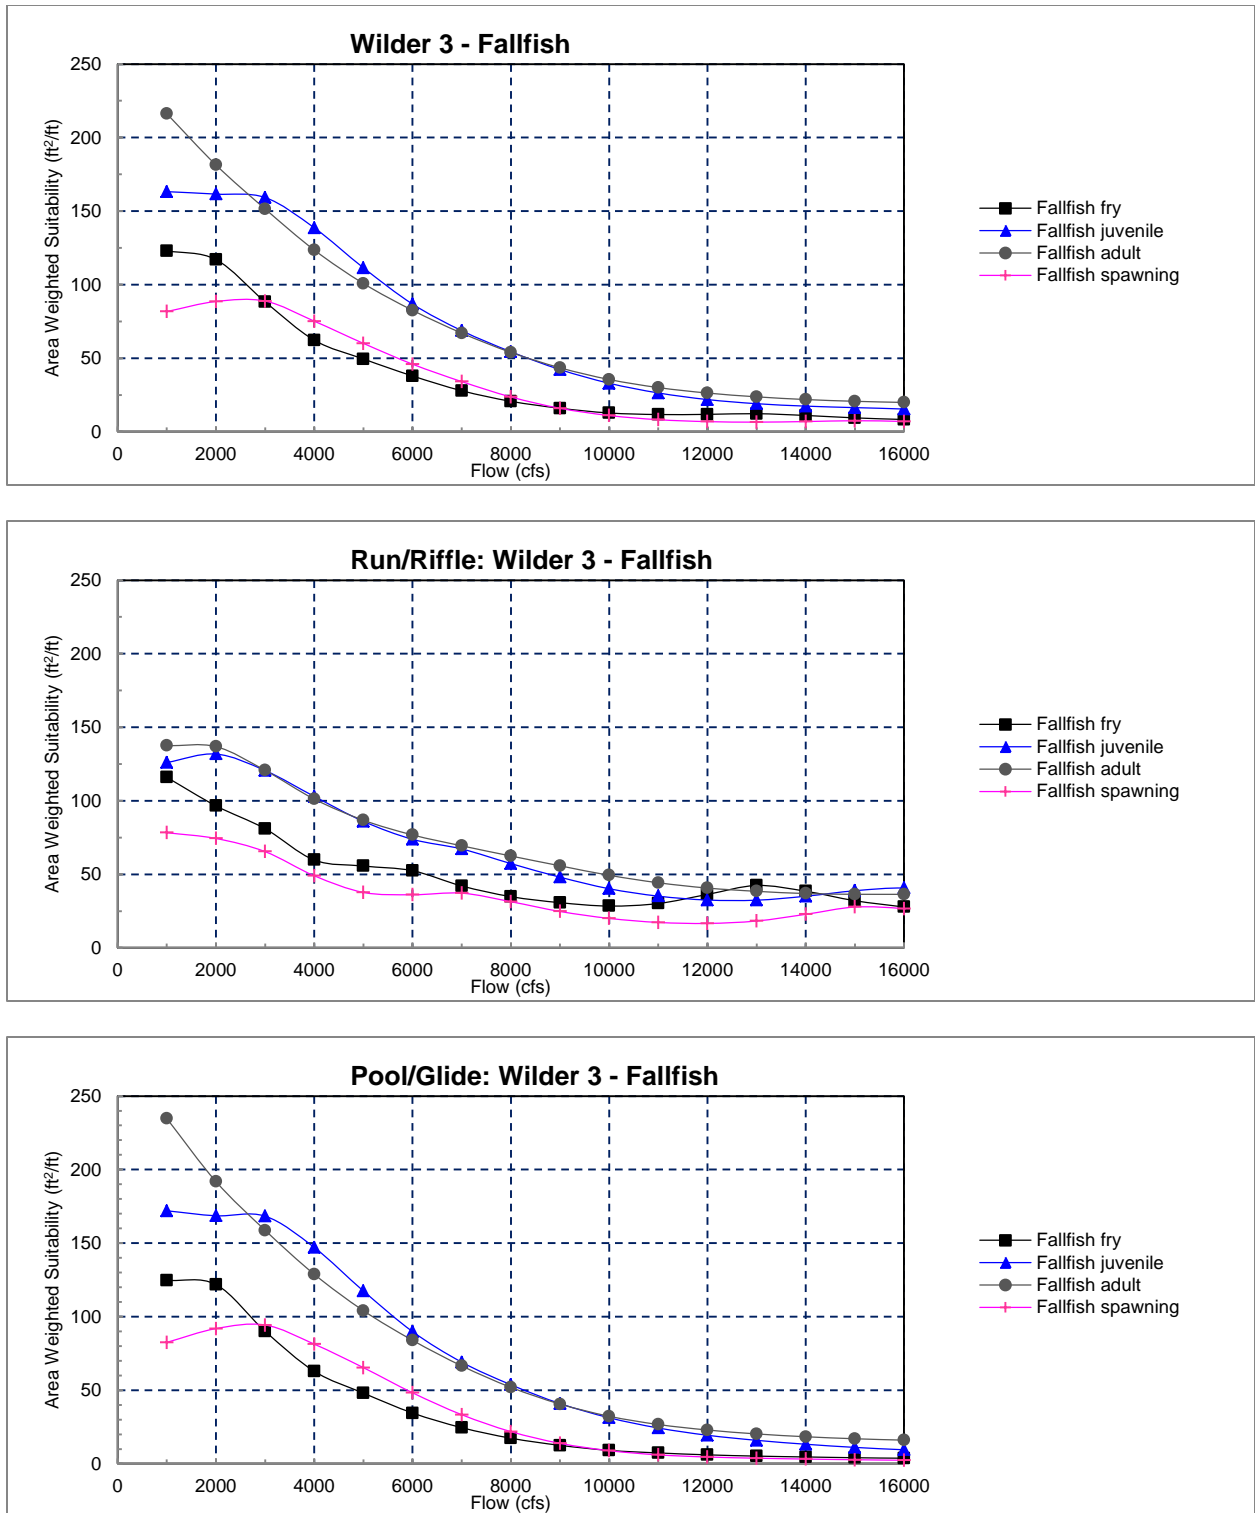 Wilder 3 - Fallfish
Area Weighted Suitability (ft²/ft)
250
200
150
100
50
0
0 2000 4000 6000 8000 10000 12000 14000 16000
Flow (cfs)
Fallfish fry
Fallfish juvenile
Fallfish adult
Fallfish spawning
Run/Riffle: Wilder 3 - Fallfish
Area Weighted Suitability (ft²/ft)
250
200
150
100
50
0
0 2000 4000 6000 8000 10000 12000 14000 16000
Flow (cfs)
Fallfish fry
Fallfish juvenile
Fallfish adult
Fallfish spawning
Pool/Glide: Wilder 3 - Fallfish
Area Weighted Suitability (ft²/ft)
250
200
150
100
50
0
0 2000 4000 6000 8000 10000 12000 14000 16000
Flow (cfs)
Fallfish fry
Fallfish juvenile
Fallfish adult
Fallfish spawning